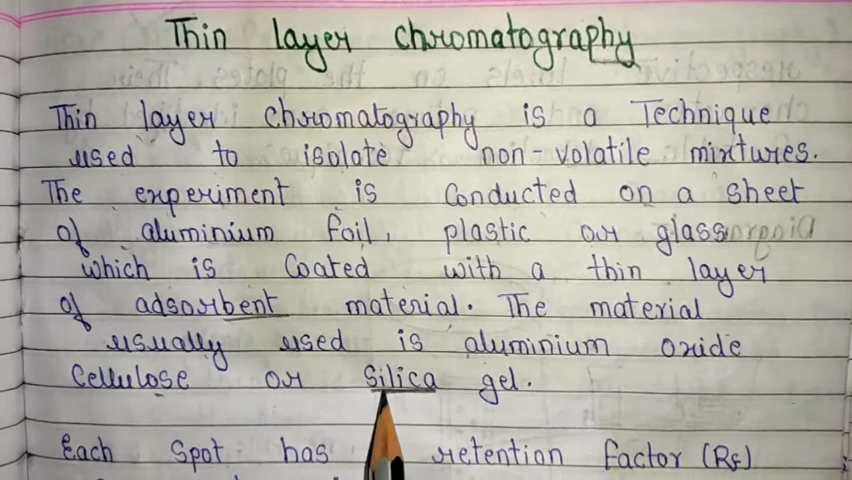 Thin layer chromatography
Thin layer chromatography is a Technique
used to isolate non-volatile mixtures.
The experiment is Conducted on a sheet
of aluminium foil, plastic or glass
which is Coated with a thin layer
of adsorbent material. The material
usually used is aluminium oxide
Cellulose or Silica gel.
Each Spot has retention factor (Rf)